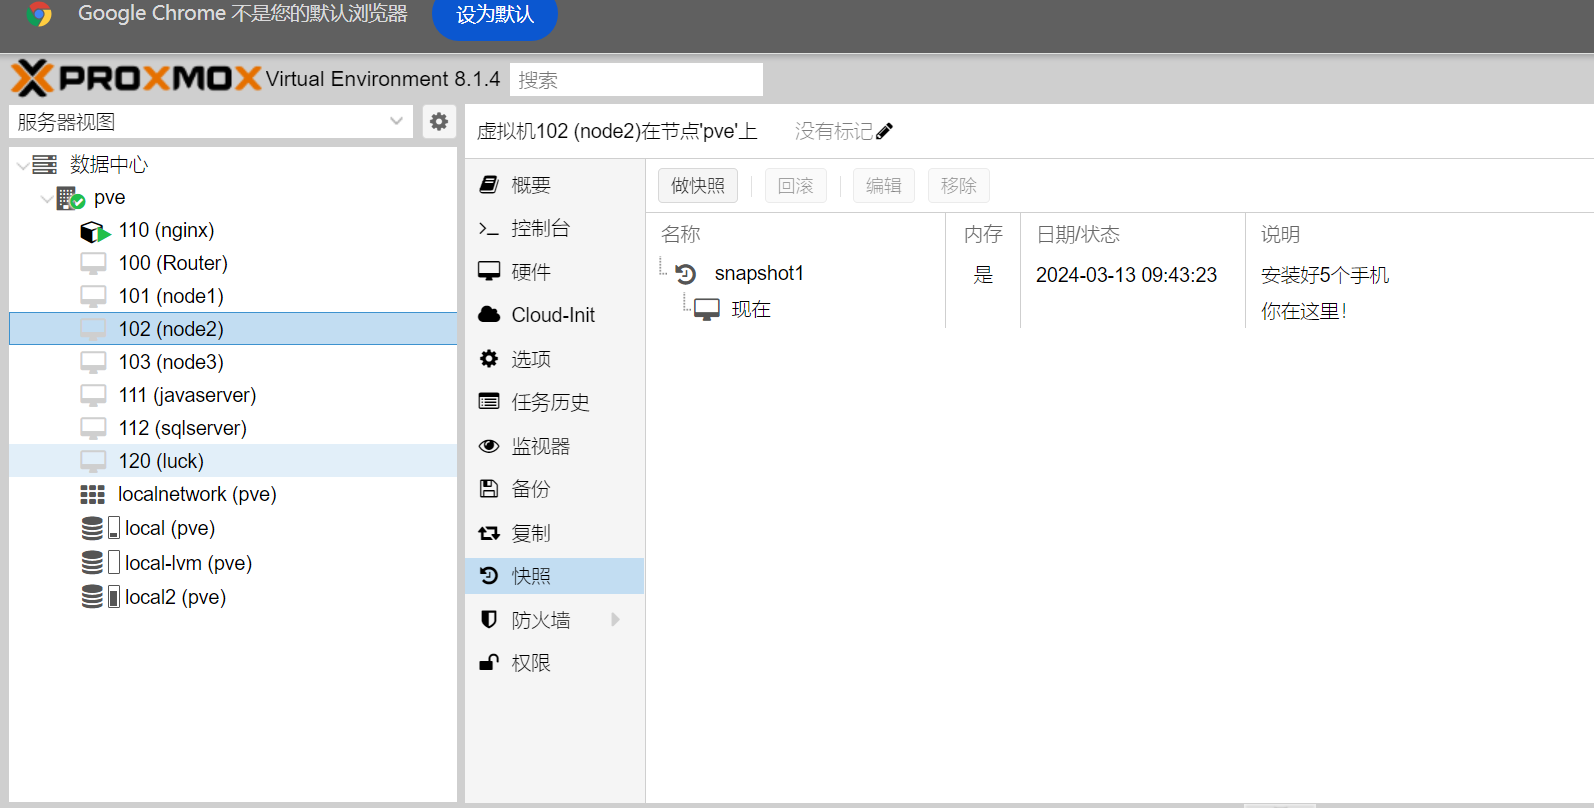 Google Chrome 不是您的默认浏览器
设为默认
PROXMOX Virtual Environment 8.1.4
搜索
服务器视图
数据中心
pve
110 (nginx)
100 (Router)
101 (node1)
102 (node2)
103 (node3)
111 (javaserver)
112 (sqlserver)
120 (luck)
localnetwork (pve)
local (pve)
local-lvm (pve)
local2 (pve)
虚拟机102 (node2)在节点'pve'上
没有标记
概要
控制台
硬件
Cloud-Init
选项
任务历史
监视器
备份
复制
快照
防火墙
权限
做快照
回滚
编辑
移除
名称 内存 日期/状态 说明
snapshot1 是 2024-03-13 09:43:23 安装好5个手机
现在 你在这里！